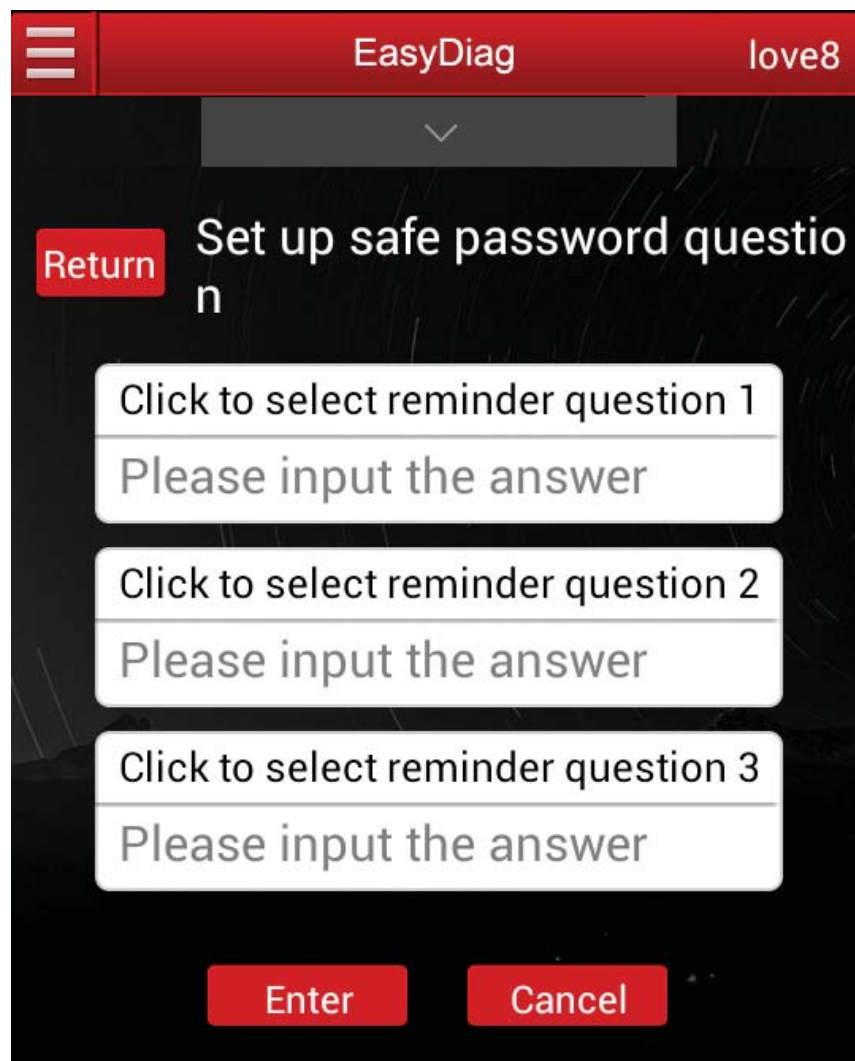 EasyDiag love8
Return
Set up safe password questio
n
Click to select reminder question 1
Please input the answer
Click to select reminder question 2
Please input the answer
Click to select reminder question 3
Please input the answer
Enter Cancel